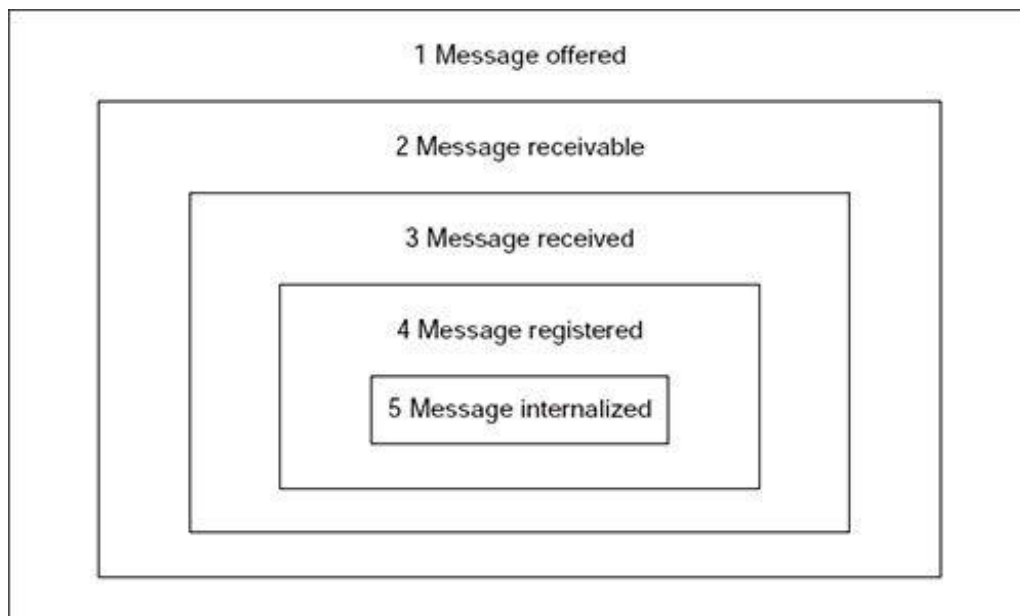 1 Message offered
2 Message receivable
3 Message received
4 Message registered
5 Message internalized